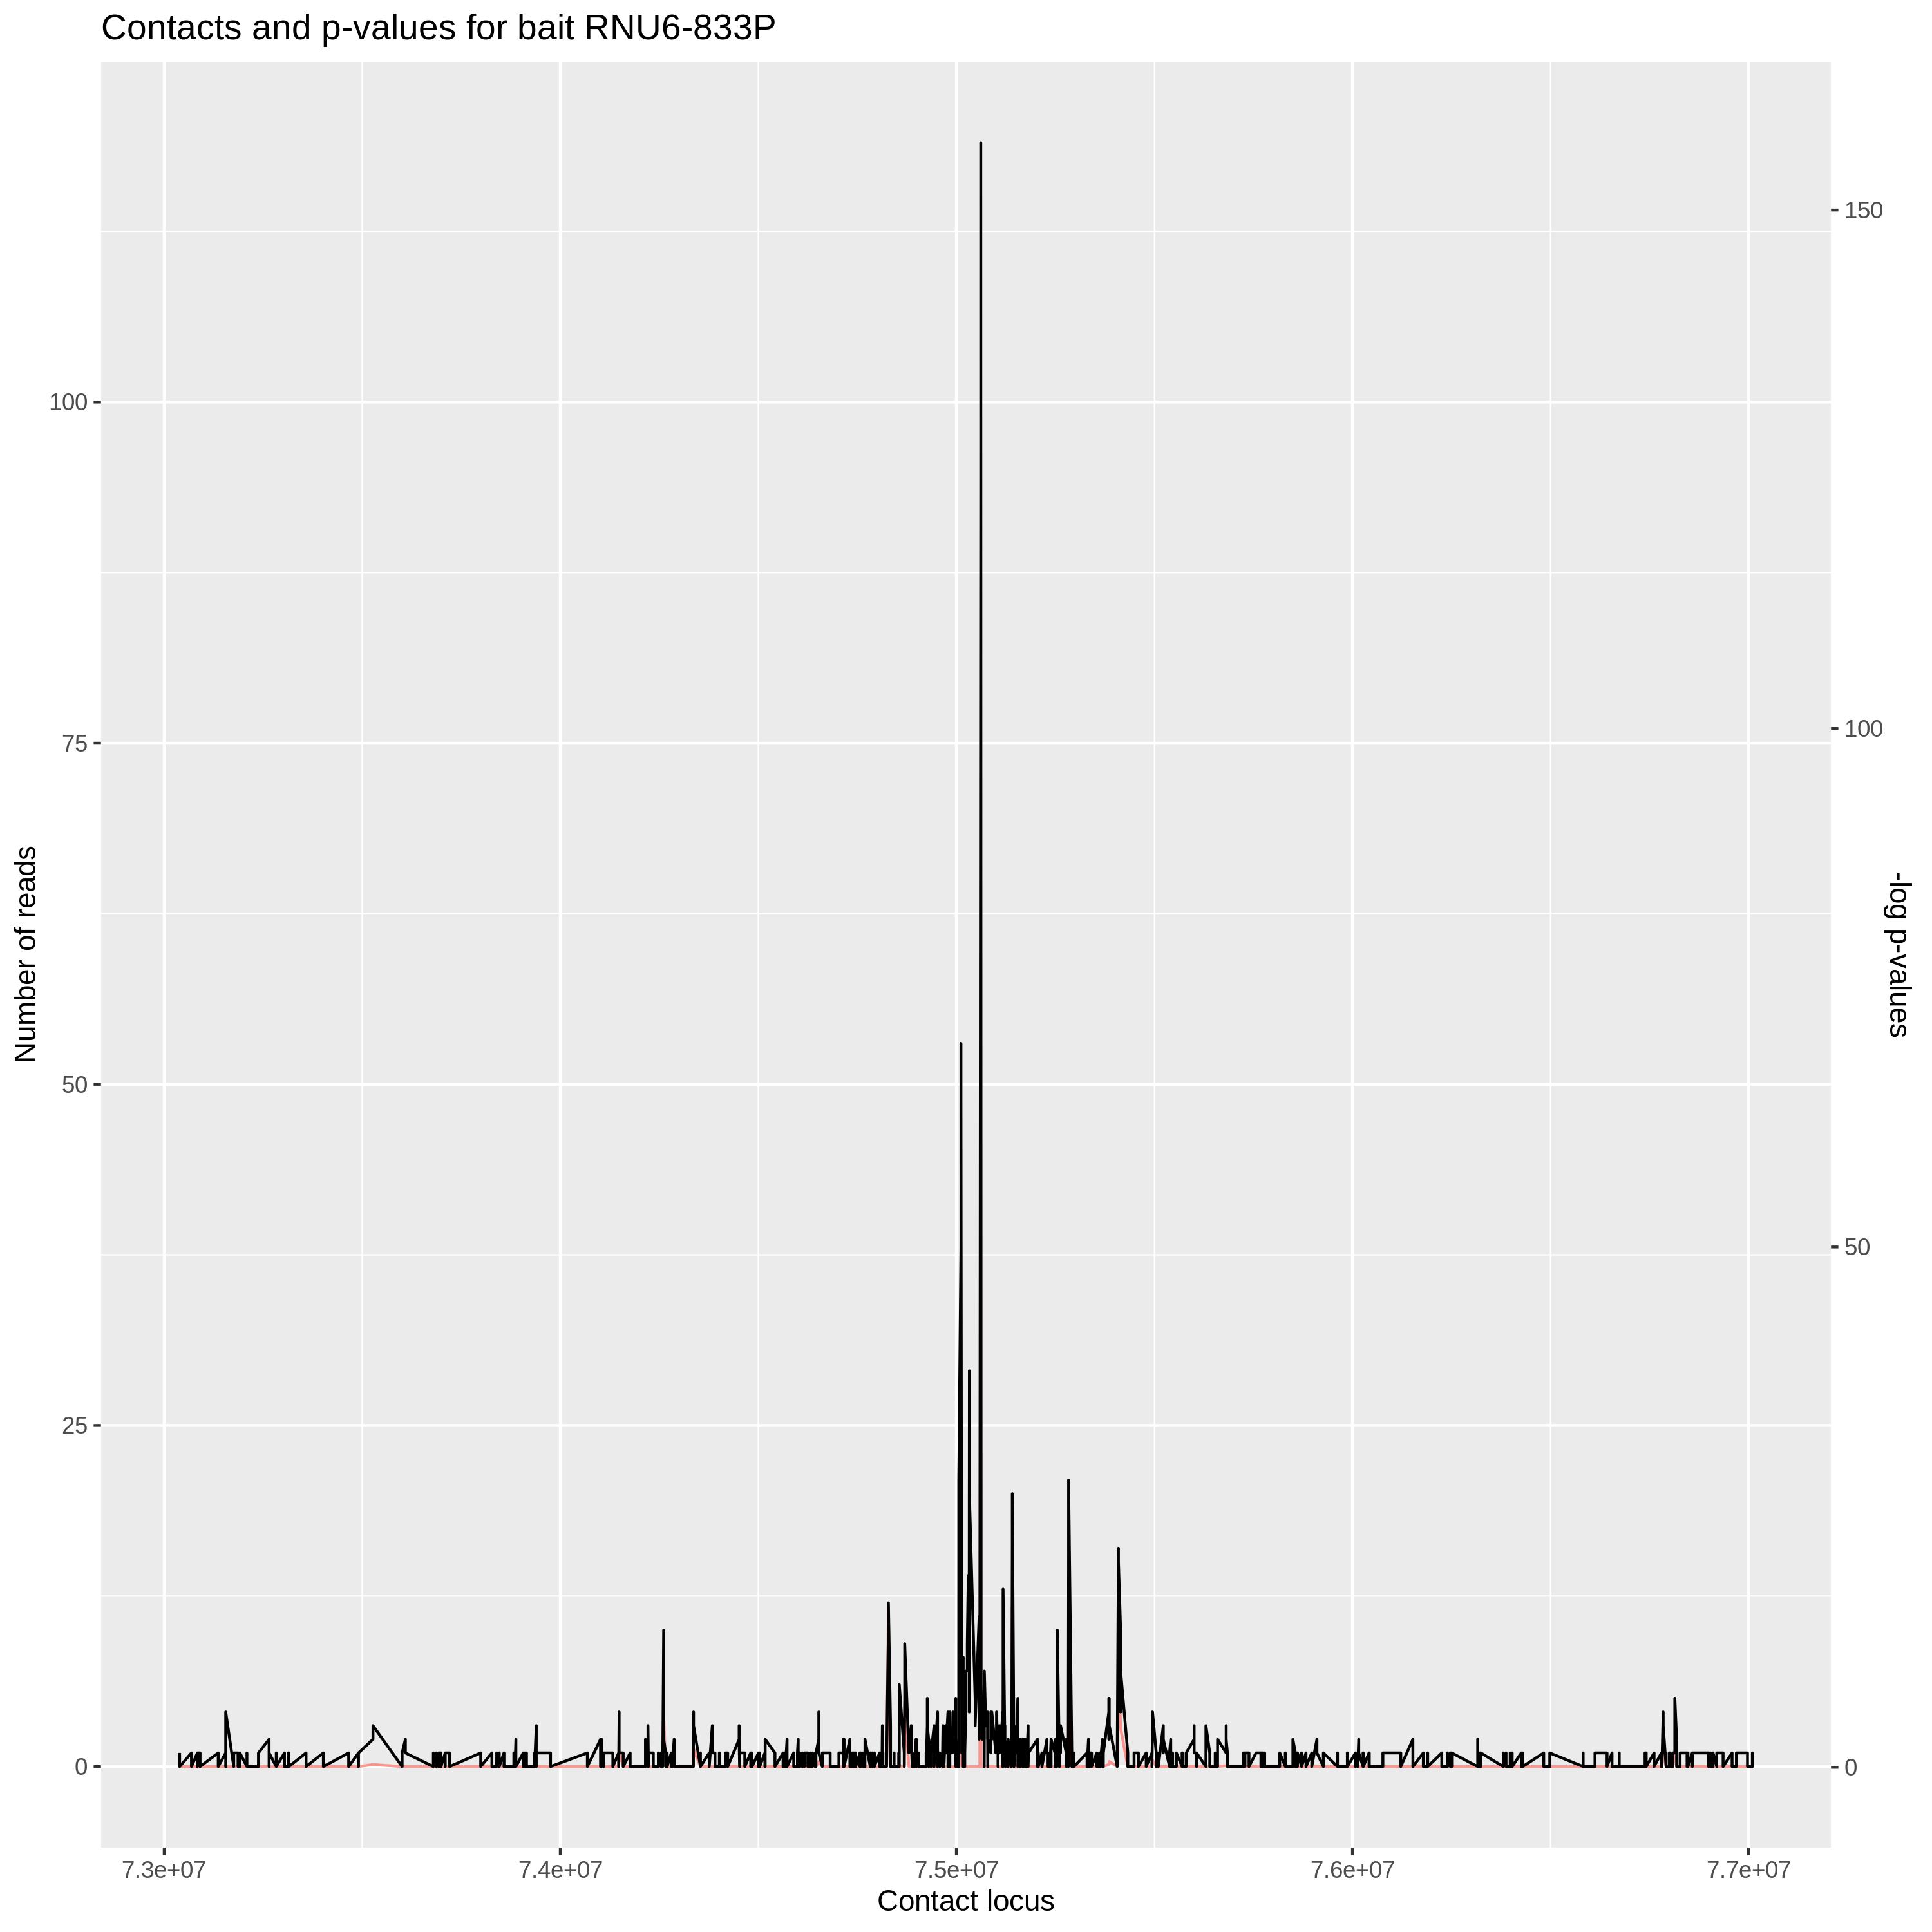 Contacts and p-values for bait RNU6-833P
150
100
100
75
Number of reads
-log p-values
50
50
25
0
0
7.3e+07 7.4e+07 7.5e+07 7.6e+07 7.7e+07
Contact locus